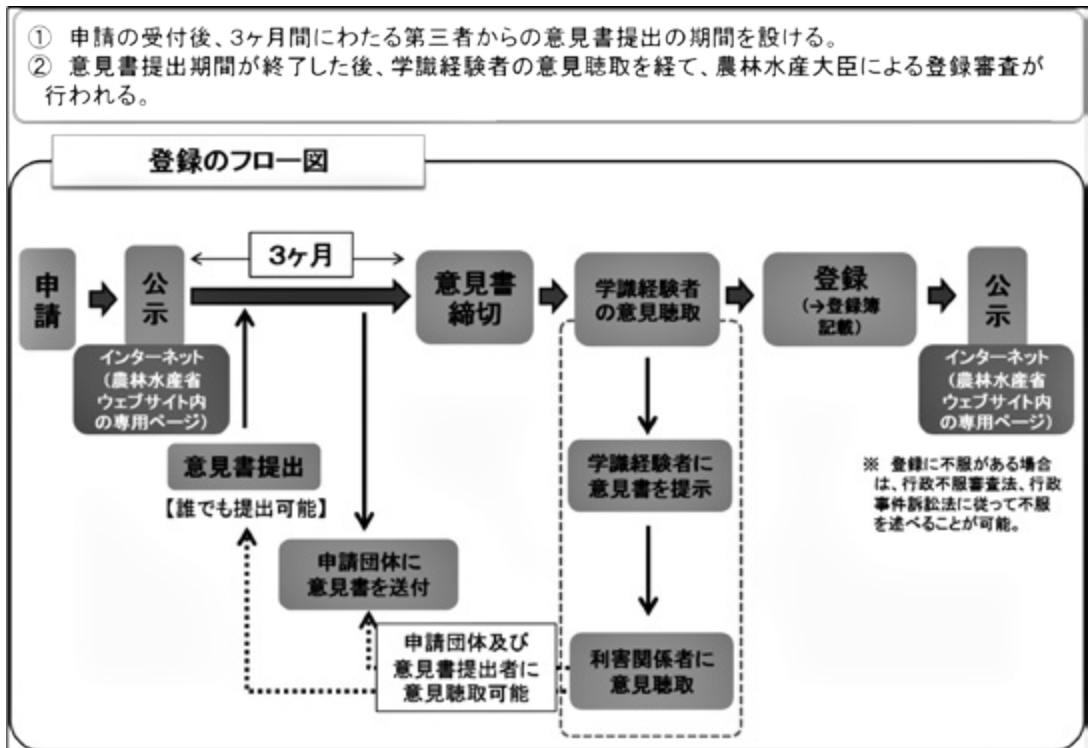 ① 申請の受付後、3ヶ月間にわたる第三者からの意見書提出の期間を設ける。
② 意見書提出期間が終了した後、学識経験者の意見聴取を経て、農林水産大臣による登録審査が
行われる。
登録のフロー図
申
請
公
示
インターネット
(農林水産省
ウェブサイト内
の専用ページ)
3ヶ月
意見書
締切
学識経験者
の意見聴取
登録
(→登録簿
記載)
公
示
インターネット
(農林水産省
ウェブサイト内
の専用ページ)
意見書提出
【誰でも提出可能】
申請団体に
意見書を送付
学識経験者に
意見書を提示
※ 登録に不服がある場合
は、行政不服審査法、行政
事件訴訟法に従って不服
を述べることが可能。
申請団体及び
意見書提出者に
意見聴取可能
利害関係者に
意見聴取